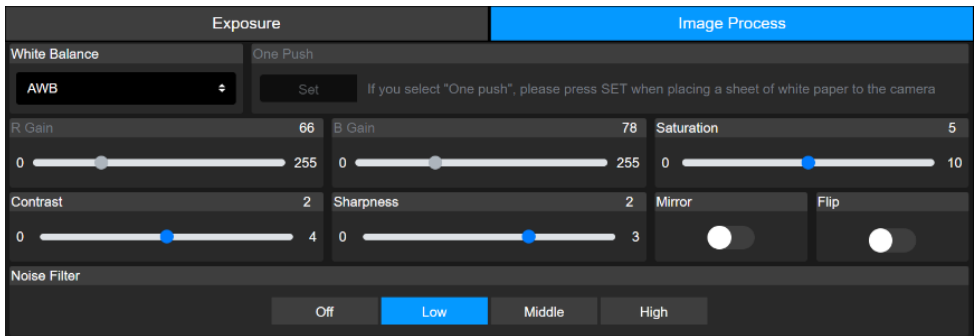 Exposure Image Process
White Balance One Push
AWB Set If you select "One push", please press SET when placing a sheet of white paper to the camera
R Gain 66 B Gain 78 Saturation 5
0 255 0 255 0 10
Contrast 2 Sharpness 2 Mirror Flip
0 4 0 3
Noise Filter
Off Low Middle High